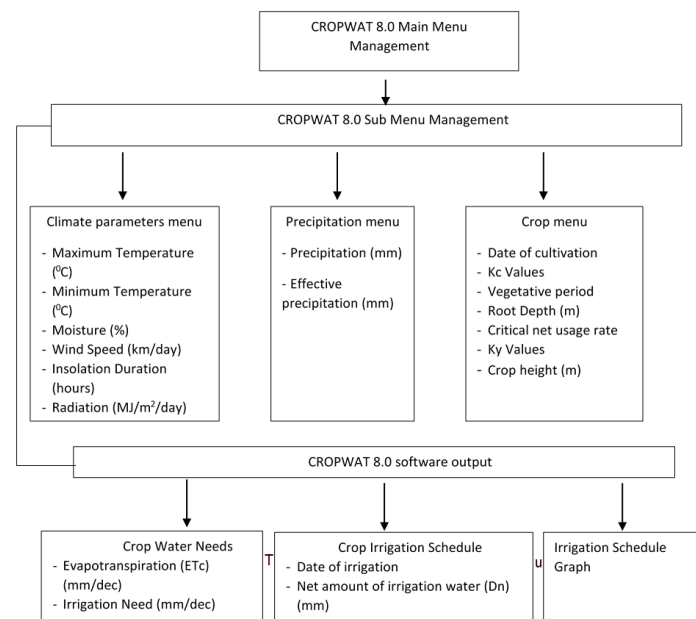 CROPWAT 8.0 Main Menu
Management
CROPWAT 8.0 Sub Menu Management
Climate parameters menu
- Maximum Temperature
(⁰C)
- Minimum Temperature
(⁰C)
- Moisture (%)
- Wind Speed (km/day)
- Insolation Duration
(hours)
- Radiation (MJ/m²/day)
Precipitation menu
- Precipitation (mm)
- Effective
precipitation (mm)
Crop menu
- Date of cultivation
- Kc Values
- Vegetative period
- Root Depth (m)
- Critical net usage rate
- Ky Values
- Crop height (m)
CROPWAT 8.0 software output
Crop Water Needs
- Evapotranspiration (ETc)
(mm/dec)
- Irrigation Need (mm/dec)
T
Crop Irrigation Schedule
- Date of irrigation
- Net amount of irrigation water (Dn)
(mm)
u
Irrigation Schedule
Graph